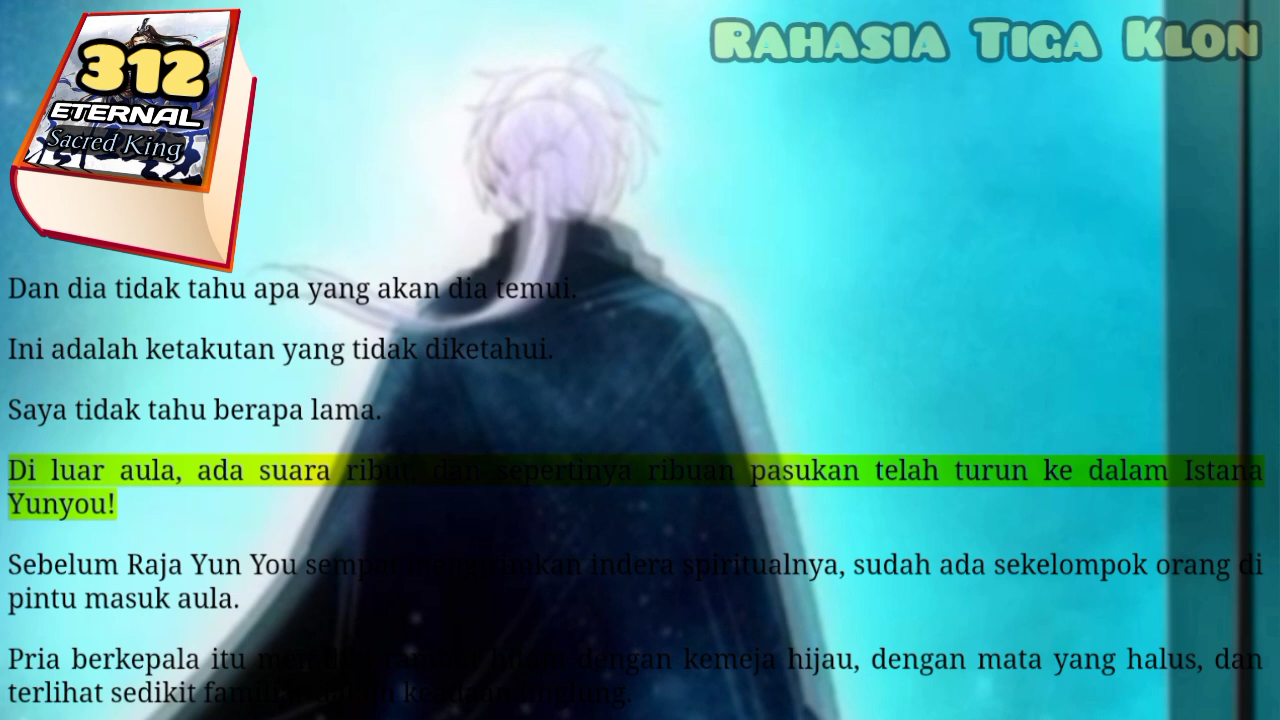 Rahasia Tiga Klon
312
ETERNAL
Sacred King
Dan dia tidak tahu apa yang akan dia temui.
Ini adalah ketakutan yang tidak diketahui.
Saya tidak tahu berapa lama.
Di luar aula, ada suara ribut, dan sepertinya ribuan pasukan telah turun ke dalam Istana
Yunyou!
Sebelum Raja Yun You sempat indera spiritualnya, sudah ada sekelompok orang di
pintu masuk aula.
Pria berkepala itu dengan kemeja hijau, dengan mata yang halus, dan
terlihat sedikit familiar